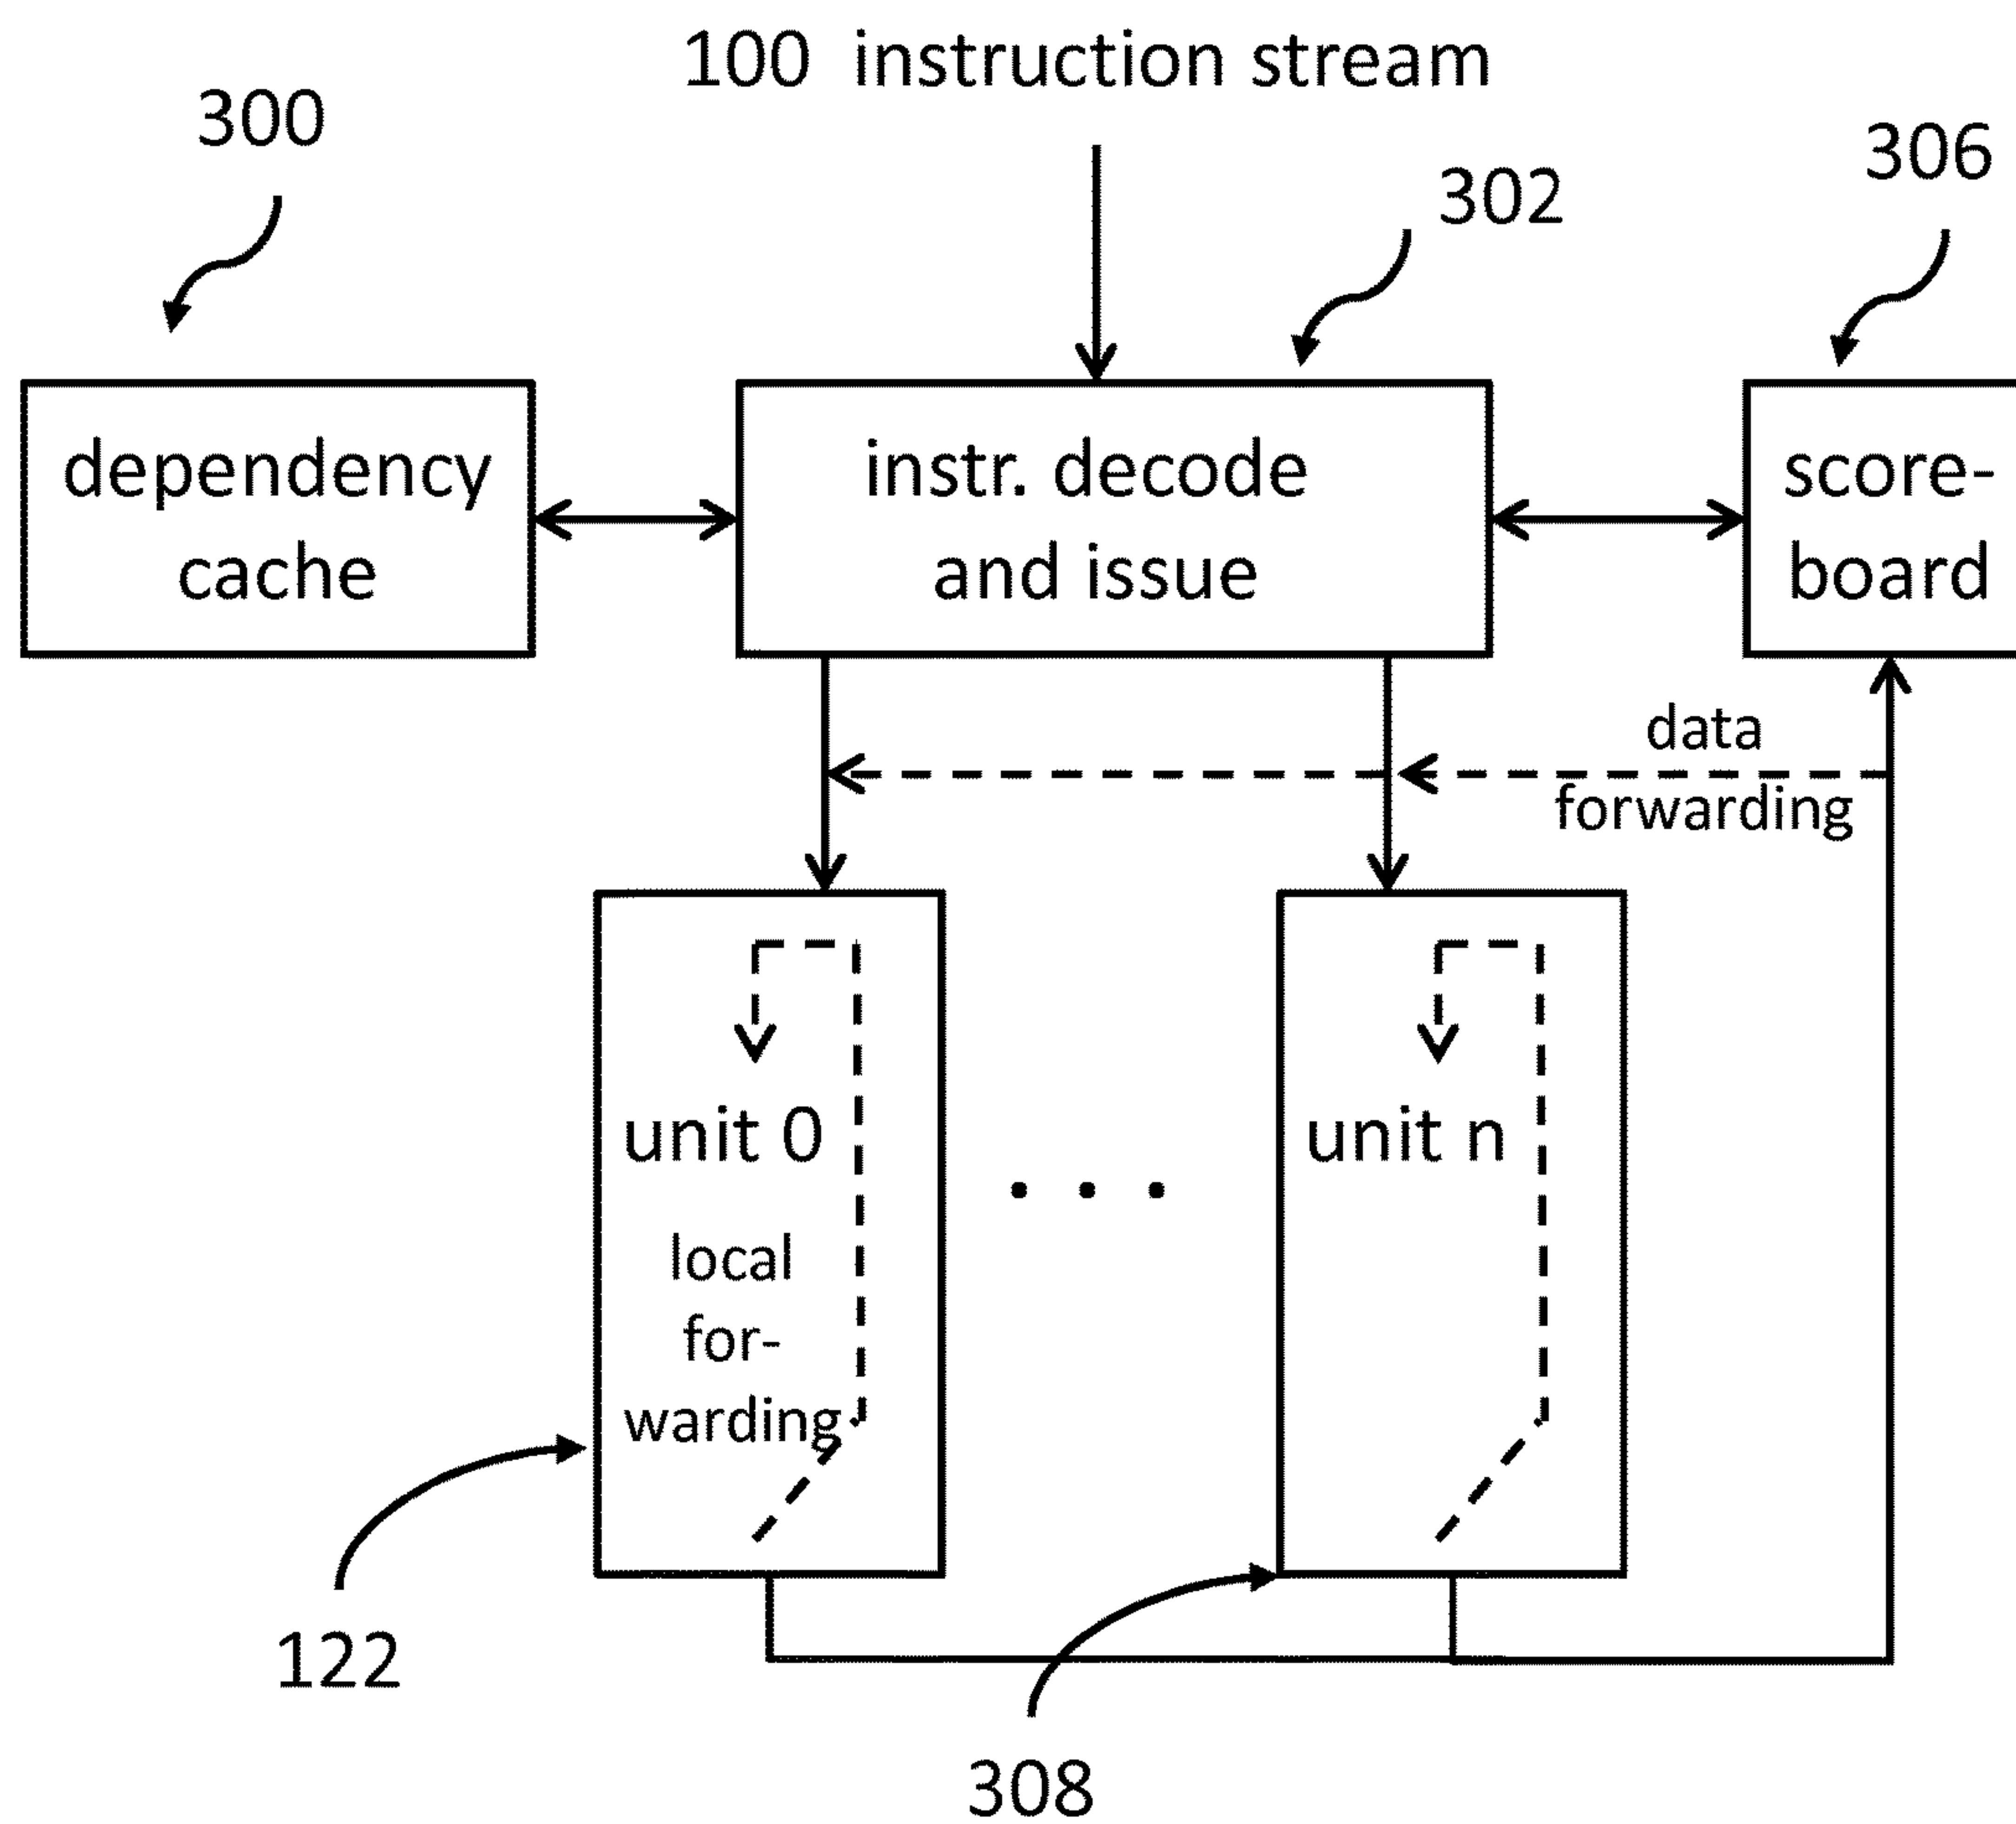 100 instruction stream
300
302
306
dependency
cache
instr. decode
and issue
score-
board
data
forwarding
unit 0
local
for-
warding
. . .
unit n
122
308